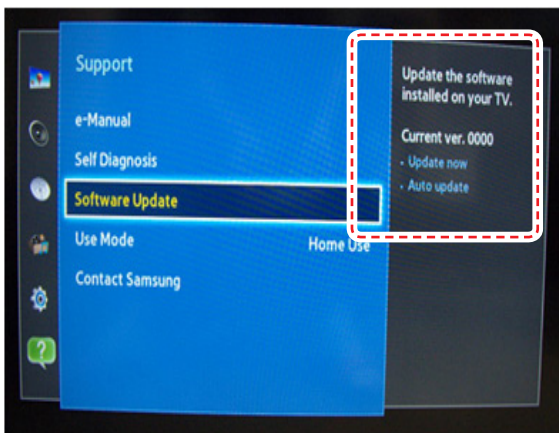 Support
e-Manual
Self Diagnosis
Software Update
Use Mode Home Use
Contact Samsung
Update the software
installed on your TV.
Current ver. 0000
• Update now
• Auto update
?